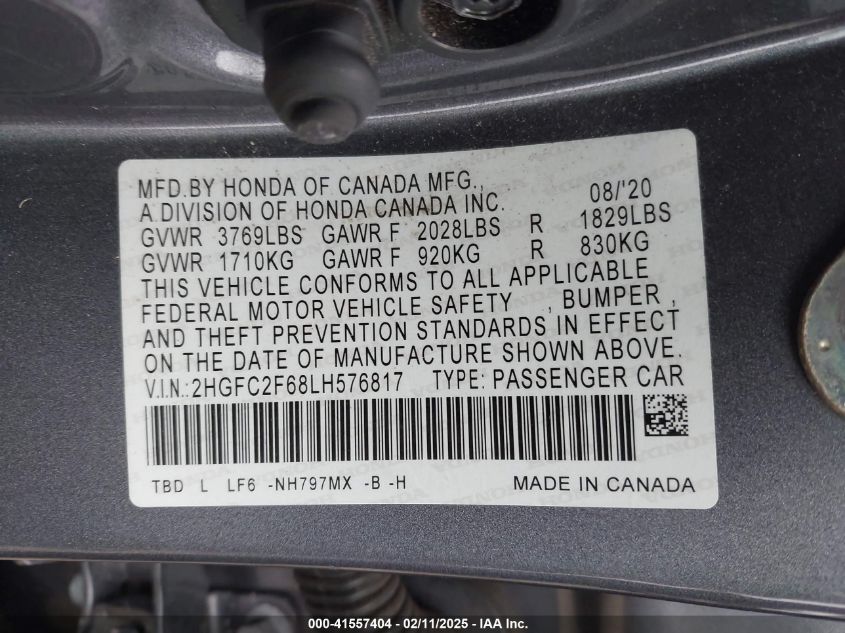 MFD.BY HONDA OF CANADA MFG., 08/'20
A DIVISION OF HONDA CANADA INC.
GVWR 3769LBS GAWR F 2028LBS R 1829LBS
GVWR 1710KG GAWR F 920KG R 830KG
THIS VEHICLE CONFORMS TO ALL APPLICABLE
FEDERAL MOTOR VEHICLE SAFETY , BUMPER ,
AND THEFT PREVENTION STANDARDS IN EFFECT
ON THE DATE OF MANUFACTURE SHOWN ABOVE.
V.I.N.:2HGFC2F68LH576817 TYPE: PASSENGER CAR
TBD L LF6 -NH797MX -B -H MADE IN CANADA
000-41557404 - 02/11/2025 - IAA Inc.